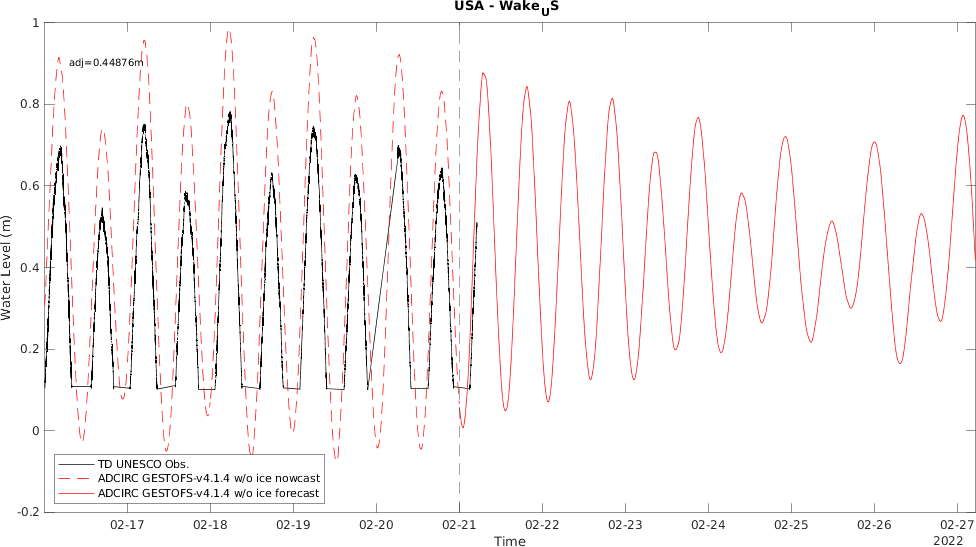 USA - Wake_US
adj=0.44876m
1
0.8
0.6
0.4
0.2
0
-0.2
Water Level (m)
TD UNESCO Obs.
ADCIRC GESTOFS-v4.1.4 w/o ice nowcast
ADCIRC GESTOFS-v4.1.4 w/o ice forecast
02-17 02-18 02-19 02-20 02-21 02-22 02-23 02-24 02-25 02-26 02-27
Time
2022